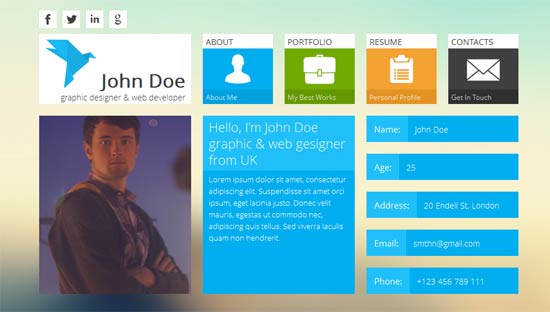 ABOUT
PORTFOLIO
RESUME
CONTACTS
John Doe
graphic designer & web developer
About Me
My Best Works
Personal Profile
Get In Touch
Hello, I'm John Doe
graphic & web gesigner
from UK
Lorem ipsum dolor sit amet, consectetur
adipiscing elit. Suspendisse sit amet orci
ipsum, eget lacinia justo. Donec velit
mauris, egestas ut commodo nec,
adipiscing quis tellus. Sed viverra iaculis
quam non hendrerit.
Name: John Doe
Age: 25
Address: 20 Endell St, London
Email: smthn@gmail.com
Phone: +123 456 789 111